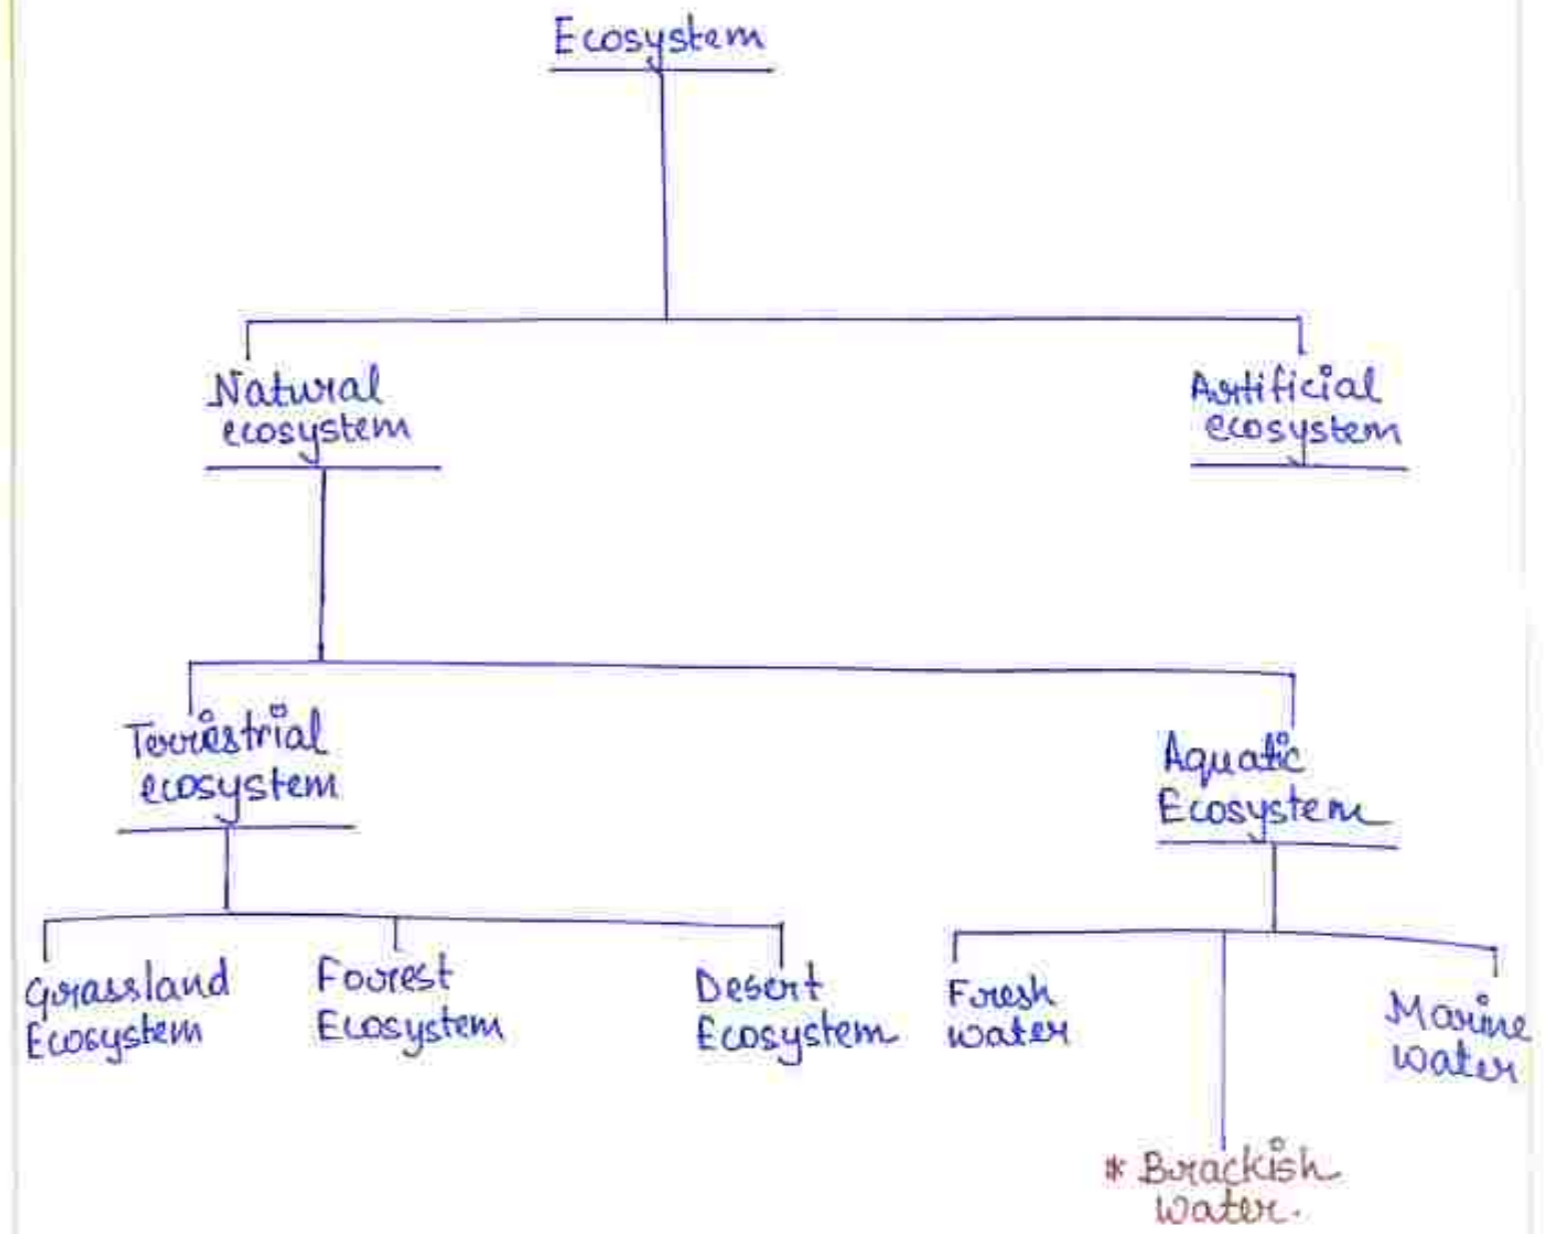 Ecosystem
Natural
ecosystem
Artificial
ecosystem
Terrestrial
ecosystem
Aquatic
Ecosystem
Grassland
Ecosystem
Forest
Ecosystem
Desert
Ecosystem
Fresh
water
Marine
water
* Brackish
water.